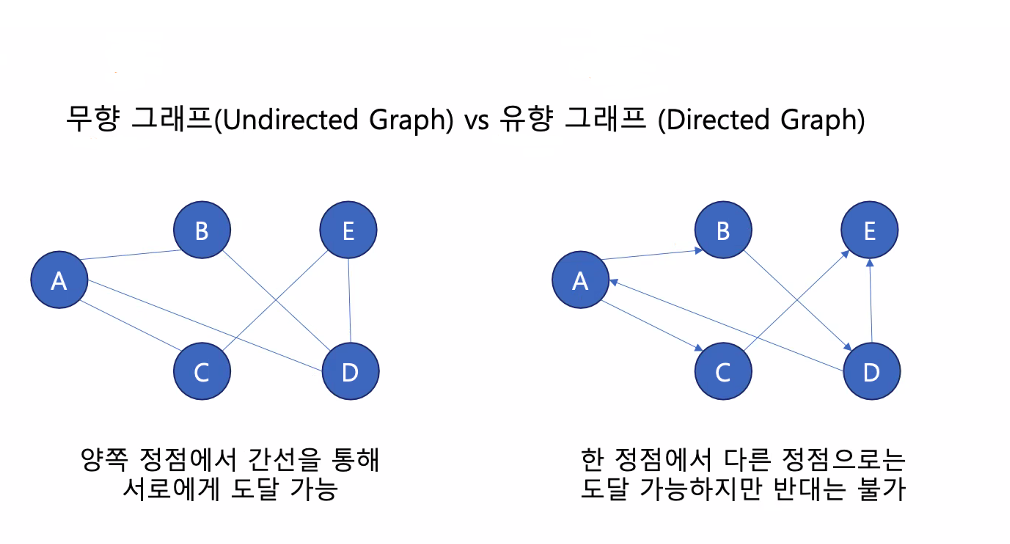 무향 그래프(Undirected Graph) vs 유향 그래프 (Directed Graph)
B
E
A
C
D
양쪽 정점에서 간선을 통해
서로에게 도달 가능
B
E
A
C
D
한 정점에서 다른 정점으로는
도달 가능하지만 반대는 불가